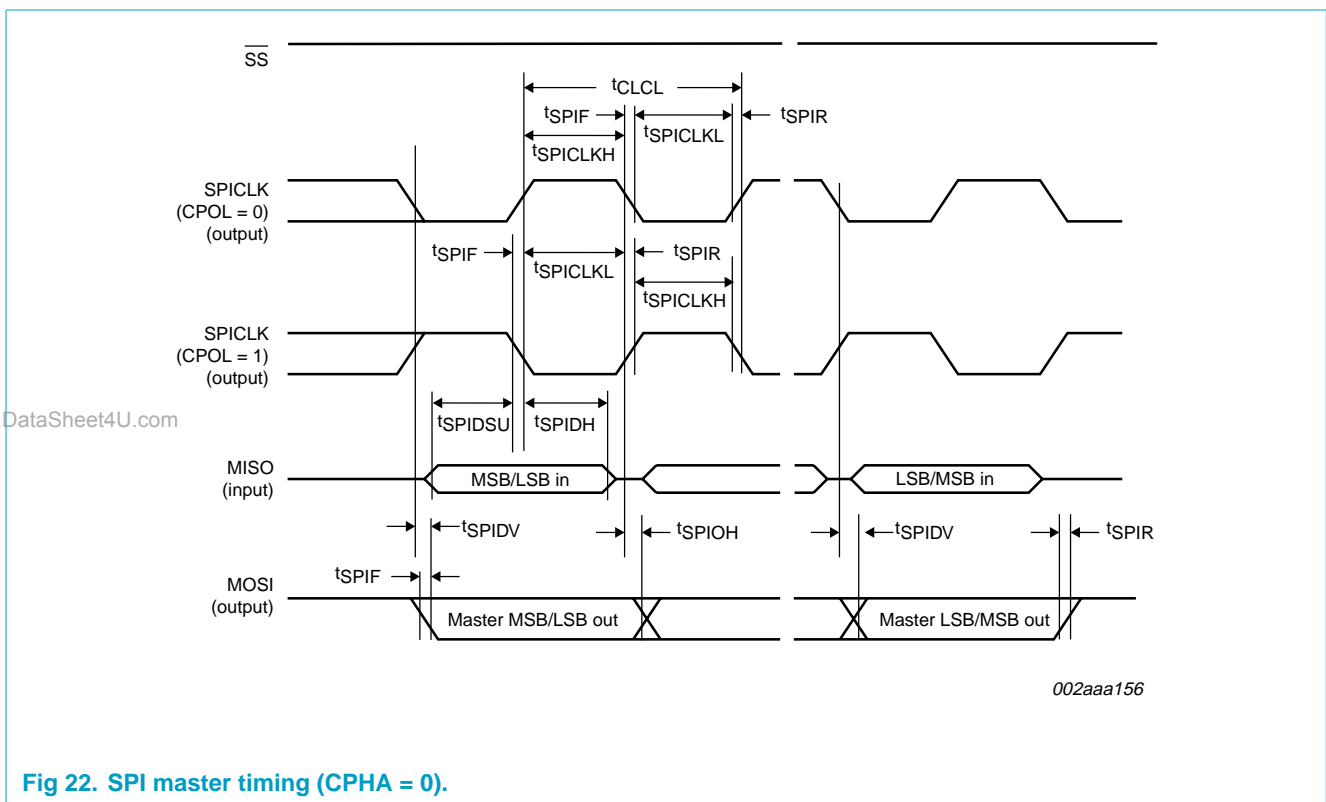 SS
tCLCL
tSPIF
tSPIR
tSPICLKL
tSPICLKH
SPICLK
(CPOL = 0)
(output)
tSPIF
tSPICLKL
tSPIR
tSPICLKH
SPICLK
(CPOL = 1)
(output)
DataSheet4U.com
tSPIDSU
tSPIDH
MISO
(input)
MSB/LSB in
LSB/MSB in
tSPIDV
tSPIOH
tSPIDV
tSPIR
tSPIF
MOSI
(output)
Master MSB/LSB out
Master LSB/MSB out
002aaa156
Fig 22. SPI master timing (CPHA = 0).